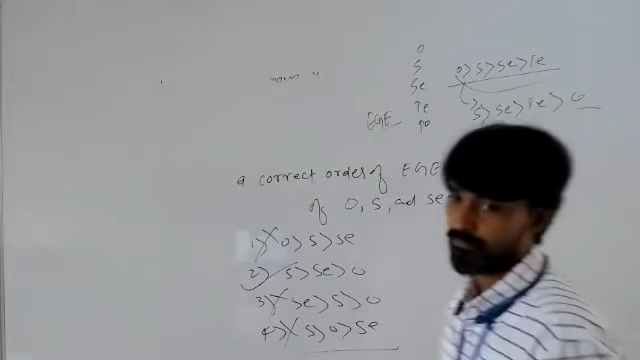 O
S
Se
Te
Po
O>S>Se>Te
S>Se>Te>O
EGE
a correct order of EGE
of O, S, ad Se
1) O>S>Se
2) S>Se>O
3) Se>S>O
4) S>O>Se